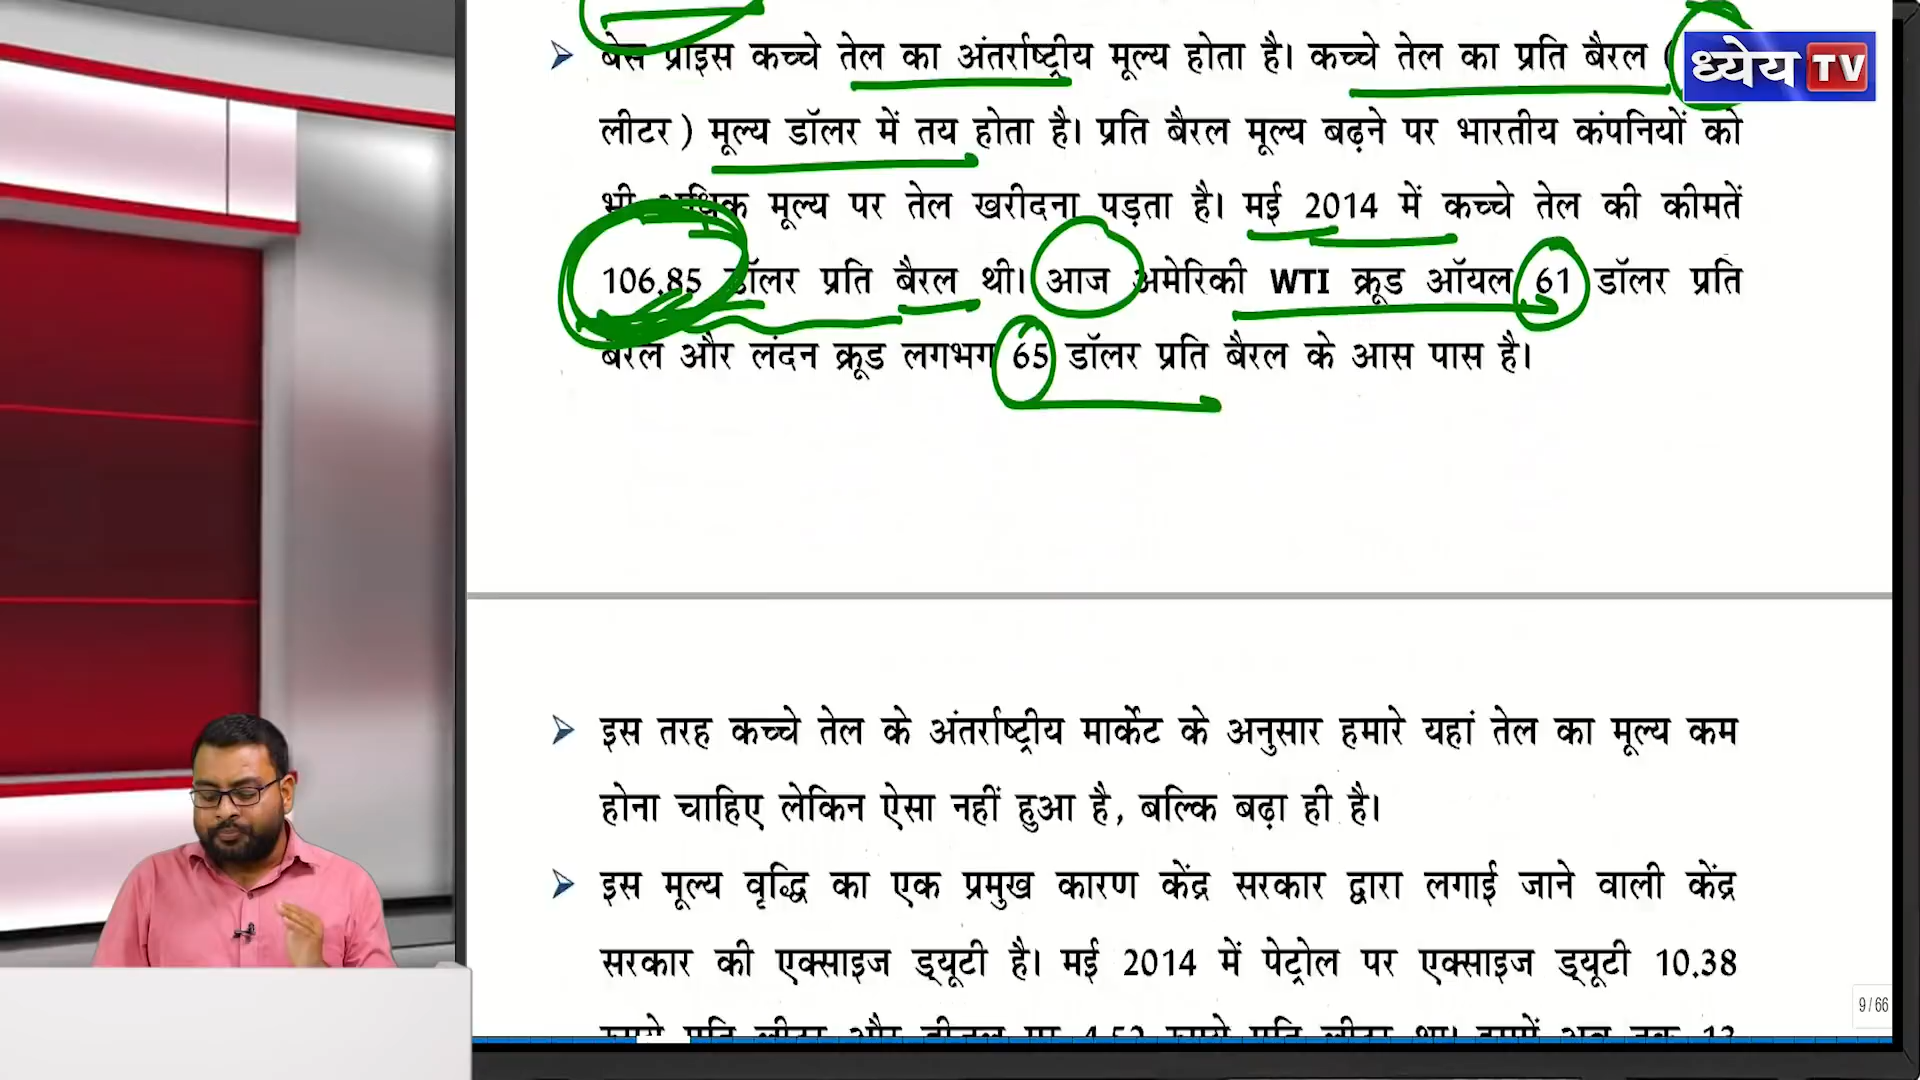 बेस प्राइस कच्चे तेल का अंतर्राष्ट्रीय मूल्य होता है। कच्चे तेल का प्रति बैरल
ध्येय TV
लीटर ) मूल्य डॉलर में तय होता है। प्रति बैरल मूल्य बढ़ने पर भारतीय कंपनियों को
भी अधिक मूल्य पर तेल खरीदना पड़ता है। मई 2014 में कच्चे तेल की कीमतें
106.85 डॉलर प्रति बैरल थी। आज अमेरिकी WTI क्रूड ऑयल 61 डॉलर प्रति
बैरल और लंदन क्रूड लगभग 65 डॉलर प्रति बैरल के आस पास है।
इस तरह कच्चे तेल के अंतर्राष्ट्रीय मार्केट के अनुसार हमारे यहां तेल का मूल्य कम
होना चाहिए लेकिन ऐसा नहीं हुआ है, बल्कि बढ़ा ही है।
इस मूल्य वृद्धि का एक प्रमुख कारण केंद्र सरकार द्वारा लगाई जाने वाली केंद्र
सरकार की एक्साइज ड्यूटी है। मई 2014 में पेट्रोल पर एक्साइज ड्यूटी 10.38
9 / 66